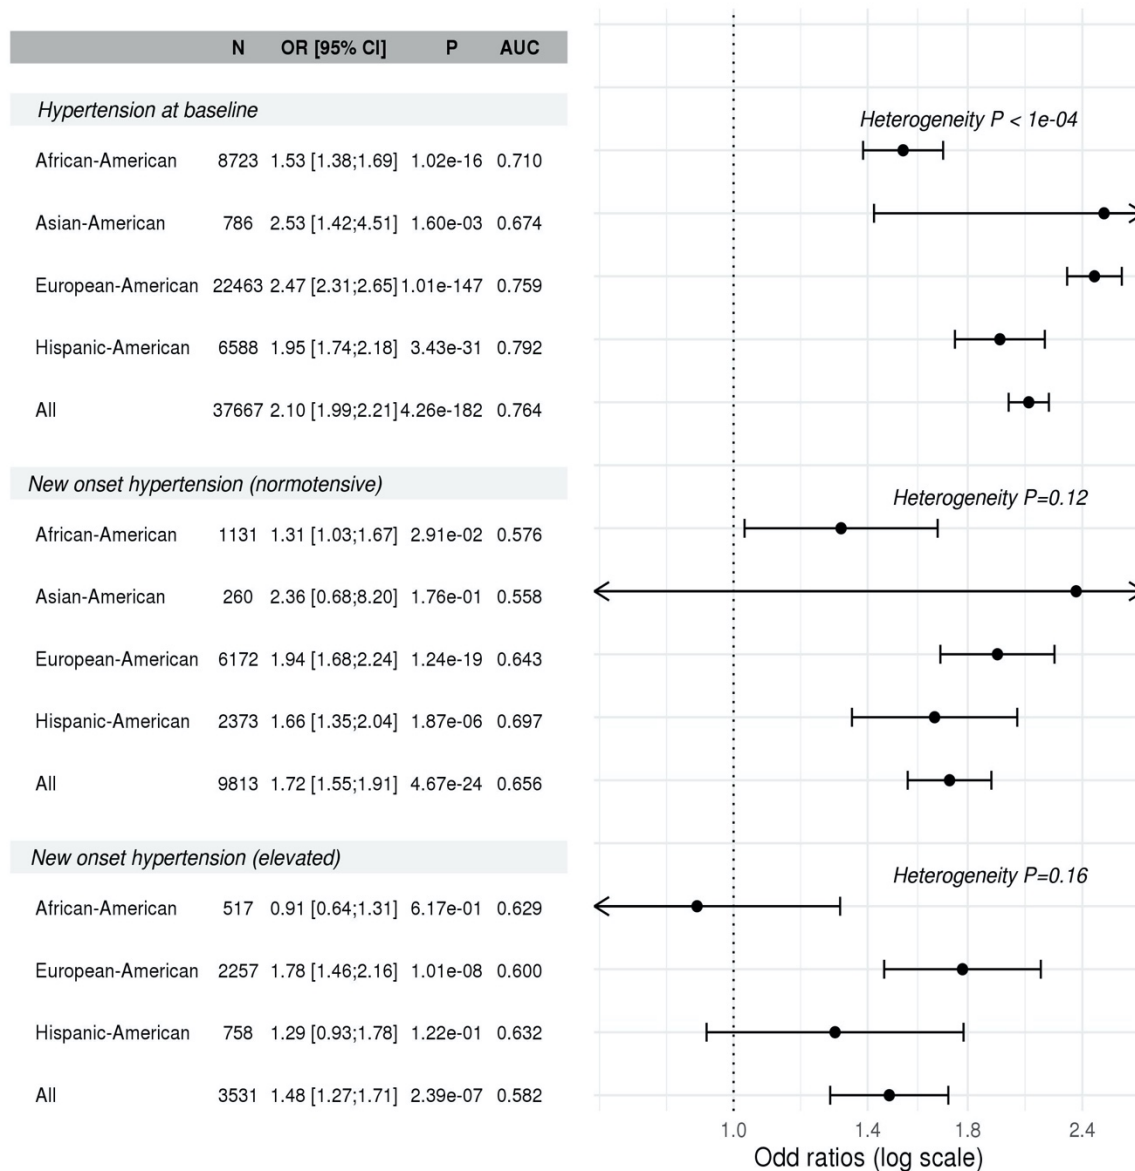 N OR [95% CI] P AUC
Hypertension at baseline
Heterogeneity P < 1e-04
African-American 8723 1.53 [1.38;1.69] 1.02e-16 0.710
Asian-American 786 2.53 [1.42;4.51] 1.60e-03 0.674
European-American 22463 2.47 [2.31;2.65] 1.01e-147 0.759
Hispanic-American 6588 1.95 [1.74;2.18] 3.43e-31 0.792
All 37667 2.10 [1.99;2.21] 4.26e-182 0.764
New onset hypertension (normotensive)
Heterogeneity P=0.12
African-American 1131 1.31 [1.03;1.67] 2.91e-02 0.576
Asian-American 260 2.36 [0.68;8.20] 1.76e-01 0.558
European-American 6172 1.94 [1.68;2.24] 1.24e-19 0.643
Hispanic-American 2373 1.66 [1.35;2.04] 1.87e-06 0.697
All 9813 1.72 [1.55;1.91] 4.67e-24 0.656
New onset hypertension (elevated)
Heterogeneity P=0.16
African-American 517 0.91 [0.64;1.31] 6.17e-01 0.629
European-American 2257 1.78 [1.46;2.16] 1.01e-08 0.600
Hispanic-American 758 1.29 [0.93;1.78] 1.22e-01 0.632
All 3531 1.48 [1.27;1.71] 2.39e-07 0.582
1.0 1.4 1.8 2.4
Odd ratios (log scale)